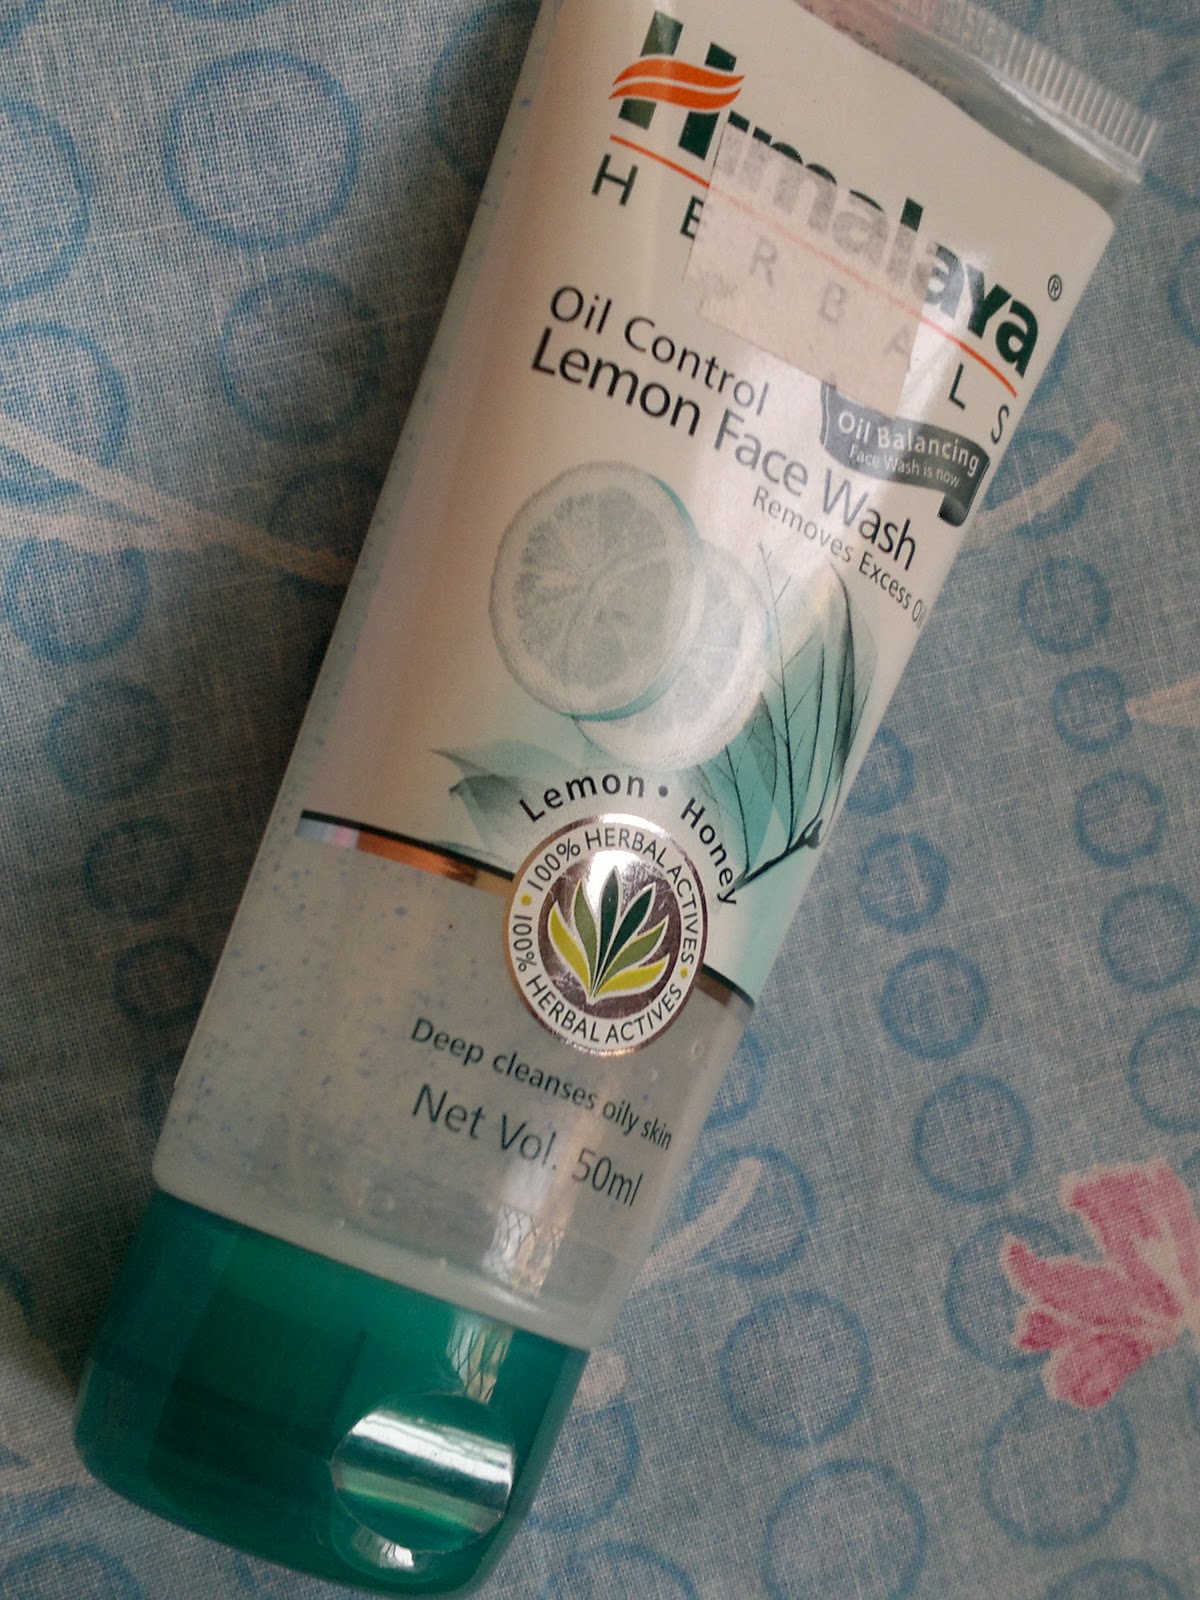 Himalaya®
HERBALS
Oil Control
Lemon Face Wash
Oil Balancing
Face Wash is now
Removes Excess Oil
Lemon • Honey
100% HERBAL ACTIVES • 100% HERBAL ACTIVES •
Deep cleanses oily skin
Net Vol. 50ml